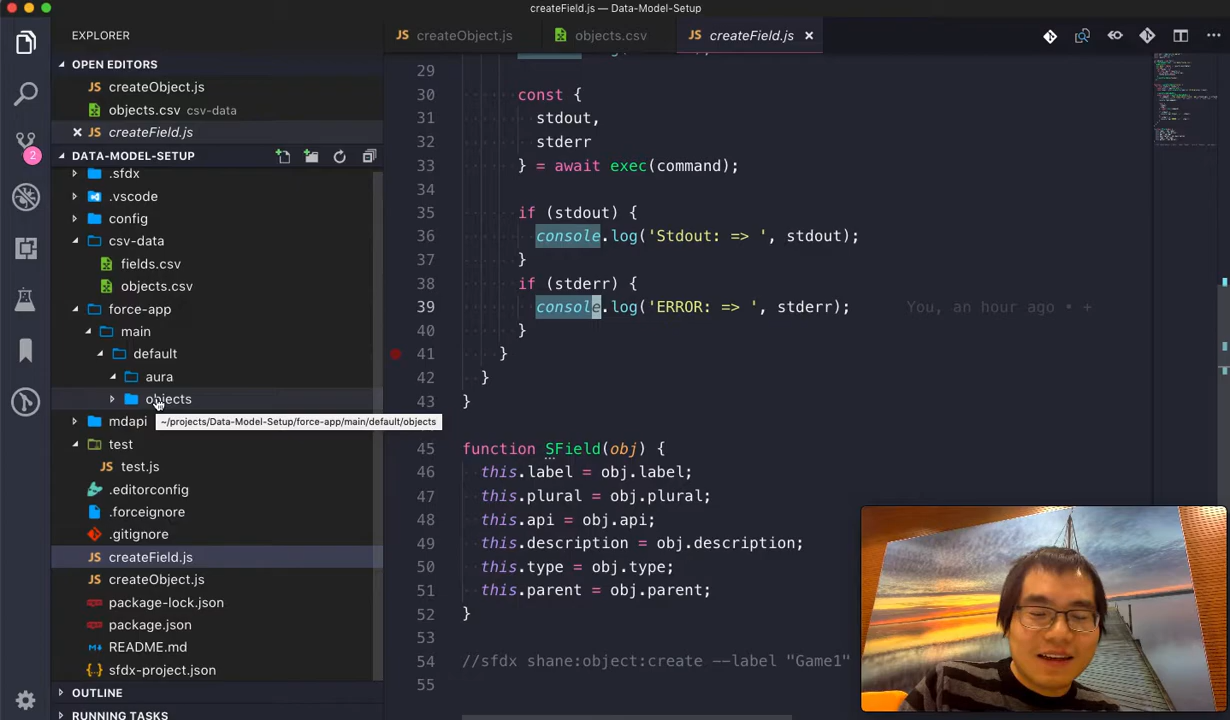 createField.js — Data-Model-Setup
EXPLORER
JS createObject.js
objects.csv
JS createField.js ×
OPEN EDITORS
JS createObject.js
objects.csv csv-data
× JS createField.js
DATA-MODEL-SETUP
.sfdx
.vscode
config
csv-data
fields.csv
objects.csv
force-app
main
default
aura
objects
~/projects/Data-Model-Setup/force-app/main/default/objects
mdapi
test
JS test.js
.editorconfig
.forceignore
.gitignore
JS createField.js
JS createObject.js
package-lock.json
package.json
README.md
{..} sfdx-project.json
OUTLINE
RUNNING TASKS
2
29
30 const {
31 stdout,
32 stderr
33 } = await exec(command);
34
35 if (stdout) {
36 console.log('Stdout: => ', stdout);
37 }
38 if (stderr) {
39 console.log('ERROR: => ', stderr); You, an hour ago • +
40 }
41 }
42 }
43 }
45 function SField(obj) {
46 this.label = obj.label;
47 this.plural = obj.plural;
48 this.api = obj.api;
49 this.description = obj.description;
50 this.type = obj.type;
51 this.parent = obj.parent;
52 }
53
54 //sfdx shane:object:create --label "Game1"
55